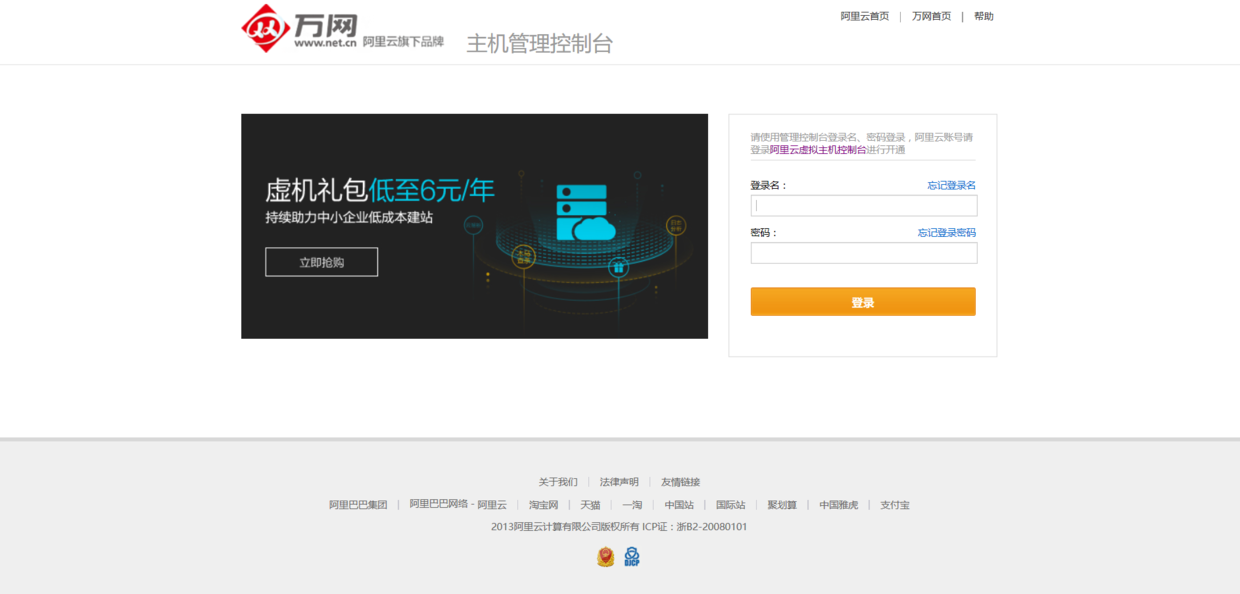 万网
www.net.cn 阿里云旗下品牌
主机管理控制台
阿里云首页 | 万网首页 | 帮助
虚机礼包低至6元/年
持续助力中小企业低成本建站
立即抢购
请使用管理控制台登录名、密码登录，阿里云账号请
登录阿里云虚拟主机控制台进行开通
登录名：
忘记登录名
密码：
忘记登录密码
登录
关于我们 | 法律声明 | 友情链接
阿里巴巴集团 | 阿里巴巴网络 - 阿里云 | 淘宝网 | 天猫 | 一淘 | 中国站 | 国际站 | 聚划算 | 中国雅虎 | 支付宝
2013阿里云计算有限公司版权所有 ICP证：浙B2-20080101